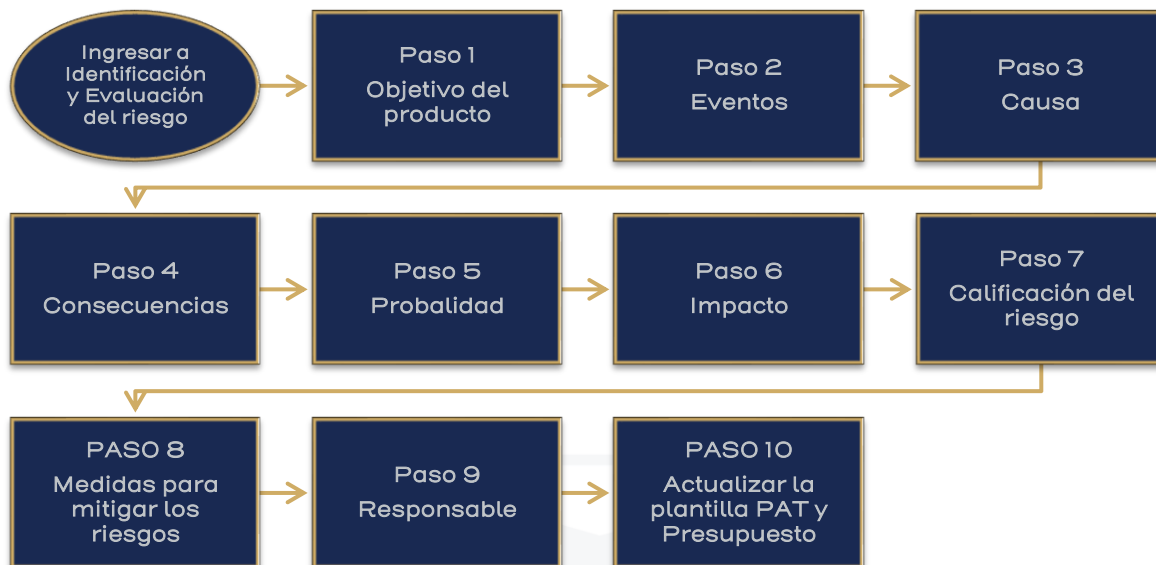 Ingresar a
Identificación
y Evaluación
del riesgo
Paso 1
Objetivo del
producto
Paso 2
Eventos
Paso 3
Causa
Paso 4
Consecuencias
Paso 5
Probalidad
Paso 6
Impacto
Paso 7
Calificación del
riesgo
PASO 8
Medidas para
mitigar los
riesgos
Paso 9
Responsable
PASO 10
Actualizar la
plantilla PAT y
Presupuesto